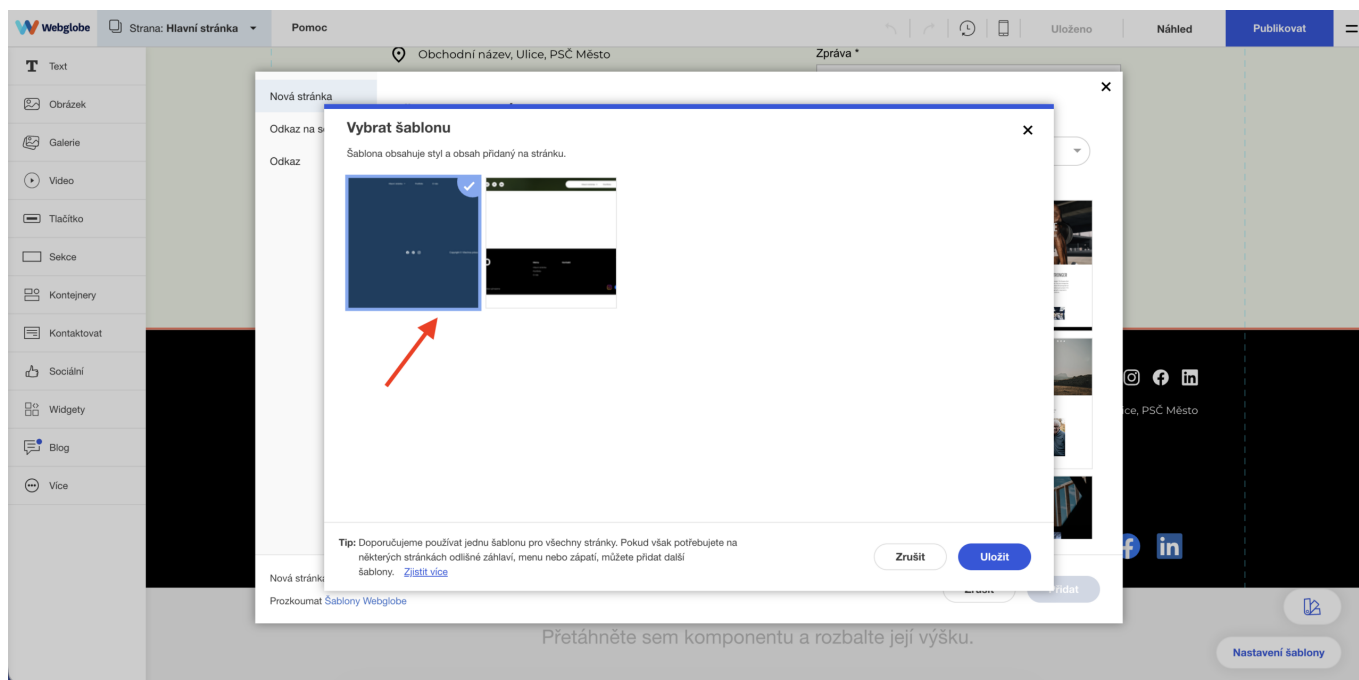 Webglobe
Strana: Hlavní stránka
Pomoc
Uloženo
Náhled
Publikovat
Text
Obrázek
Galerie
Video
Tlačítko
Sekce
Kontejnery
Kontaktovat
Sociální
Widgety
Blog
Více
Obchodní název, Ulice, PSČ Město
Zpráva *
Nová stránka
Odkaz na s
Odkaz
Vybrat šablonu
Šablona obsahuje styl a obsah přidaný na stránku.
Tip: Doporučujeme používat jednu šablonu pro všechny stránky. Pokud však potřebujete na
některých stránkách odlišné záhlaví, menu nebo zápatí, můžete přidat další
šablony. Zjistit více
Zrušit
Uložit
ice, PSČ Město
Nová stránka
Prozkoumat Šablony Webglobe
Zrušit
Přidat
Přetáhněte sem komponentu a rozbalte její výšku.
Nastavení šablony